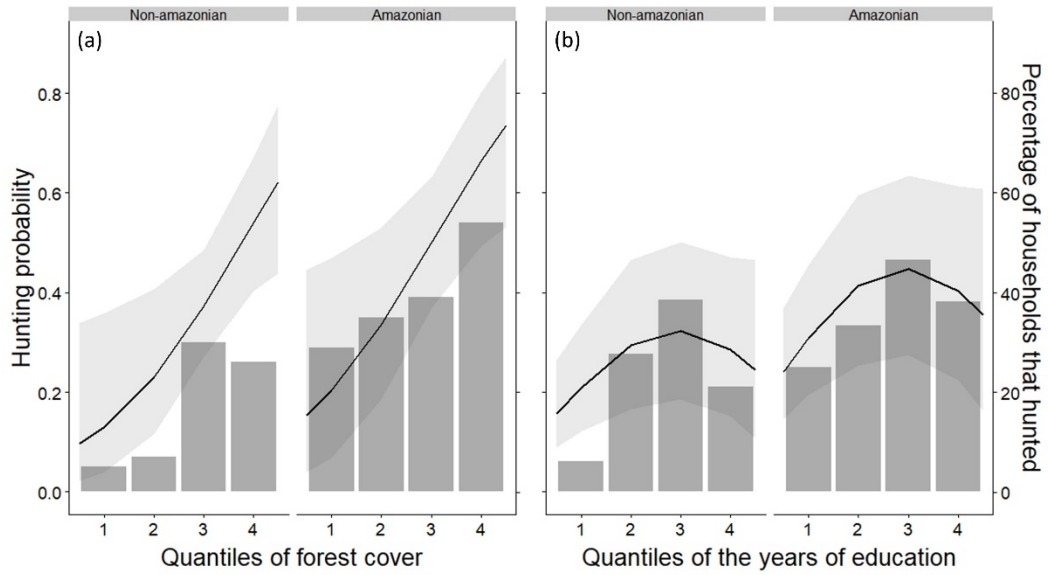 Non-amazonian
Amazonian
Non-amazonian
Amazonian
(a)
(b)
Hunting probability
0.8
0.6
0.4
0.2
0.0
80
60
40
20
0
Percentage of households that hunted
1 2 3 4
1 2 3 4
1 2 3 4
1 2 3 4
Quantiles of forest cover
Quantiles of the years of education